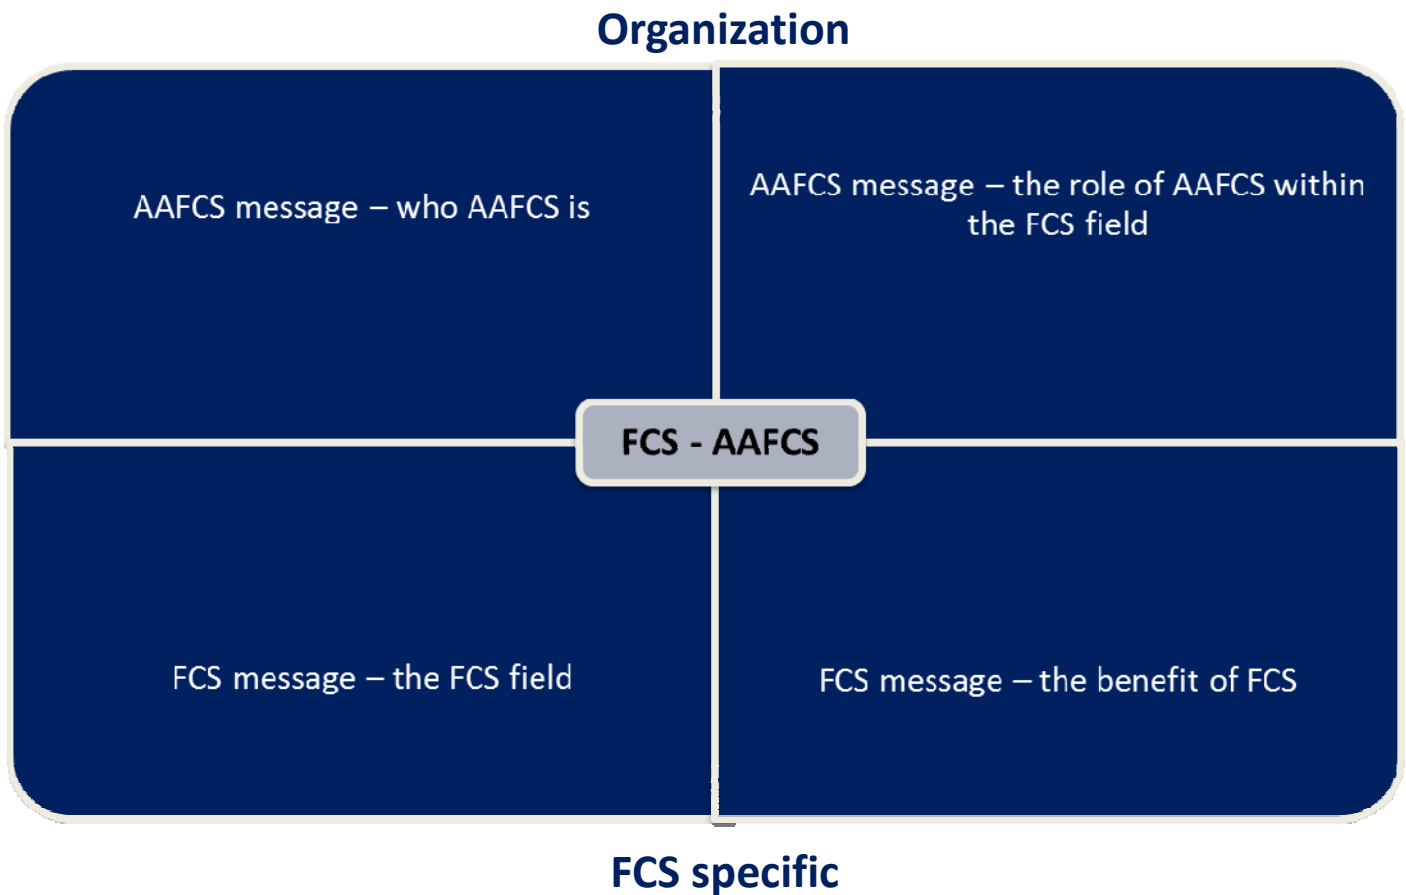 Organization
AAFCS message – who AAFCS is
AAFCS message – the role of AAFCS within
the FCS field
FCS - AAFCS
FCS message – the FCS field
FCS message – the benefit of FCS
FCS specific